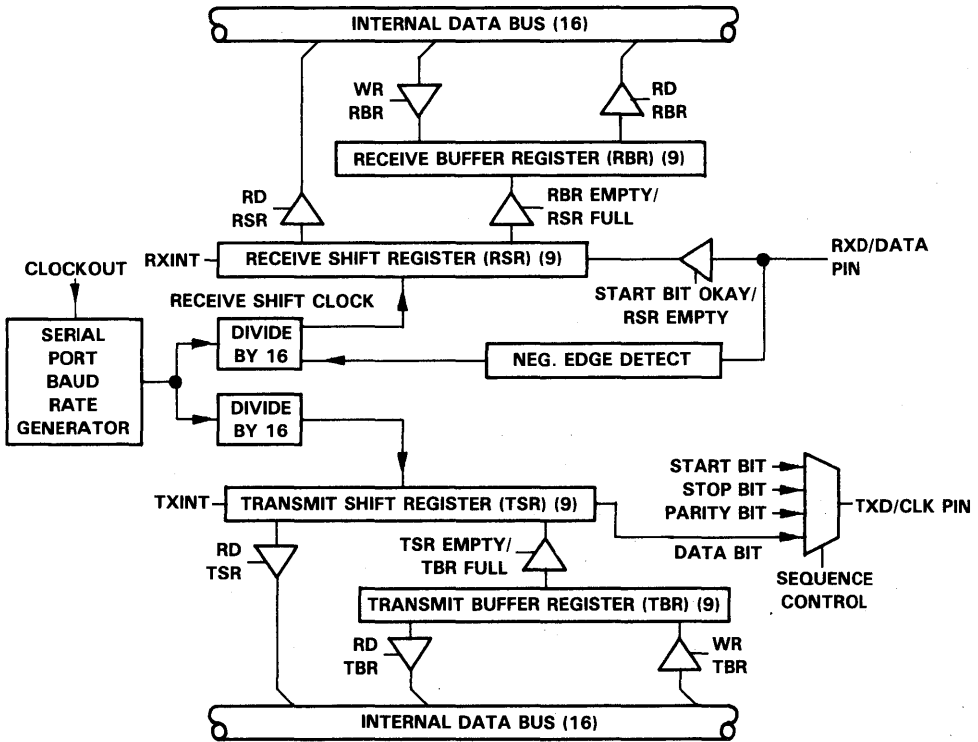 INTERNAL DATA BUS (16)
WR
RBR
RD
RBR
RECEIVE BUFFER REGISTER (RBR) (9)
RD
RSR
RBR EMPTY/
RSR FULL
RXINT
RECEIVE SHIFT REGISTER (RSR) (9)
RXD/DATA
PIN
CLOCKOUT
START BIT OKAY/
RSR EMPTY
RECEIVE SHIFT CLOCK
SERIAL
PORT
BAUD
RATE
GENERATOR
DIVIDE
BY 16
NEG. EDGE DETECT
DIVIDE
BY 16
START BIT
STOP BIT
PARITY BIT
DATA BIT
TXD/CLK PIN
SEQUENCE
CONTROL
TXINT
TRANSMIT SHIFT REGISTER (TSR) (9)
RD
TSR
TSR EMPTY/
TBR FULL
TRANSMIT BUFFER REGISTER (TBR) (9)
RD
TBR
WR
TBR
INTERNAL DATA BUS (16)